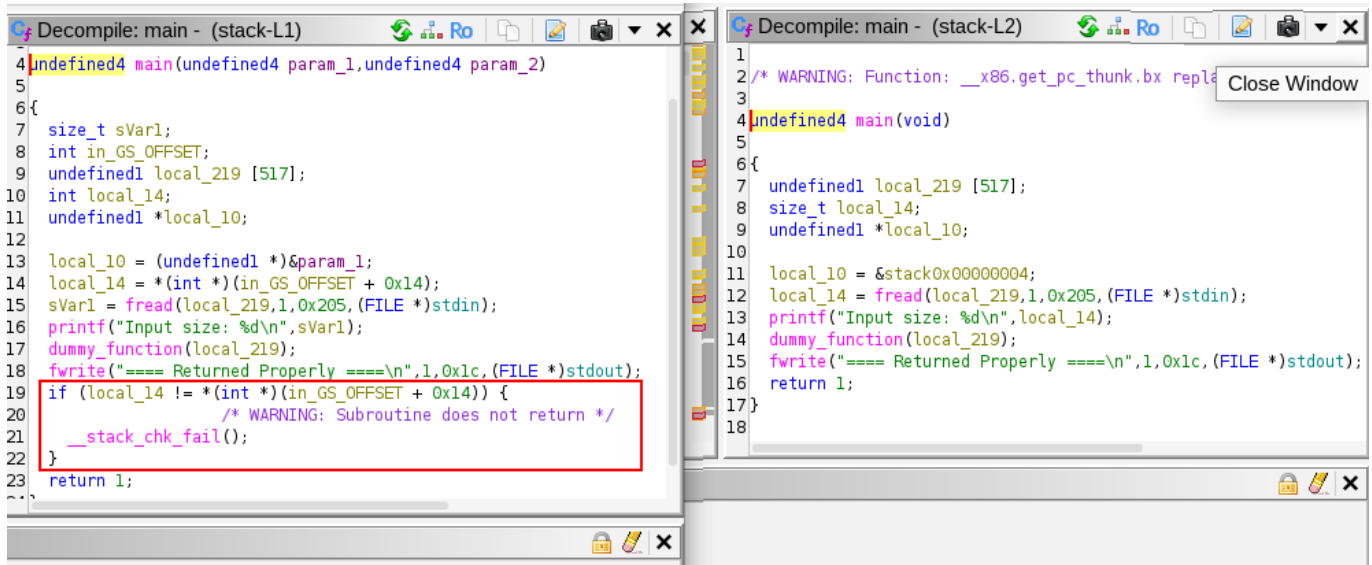 Decompile: main - (stack-L1)
Ro
4 undefined4 main(undefined4 param_1,undefined4 param_2)
5
6 {
7 size_t sVar1;
8 int in_GS_OFFSET;
9 undefined1 local_219 [517];
10 int local_14;
11 undefined1 *local_10;
12
13 local_10 = (undefined1 *)&param_1;
14 local_14 = *(int *)(in_GS_OFFSET + 0x14);
15 sVar1 = fread(local_219,1,0x205,(FILE *)stdin);
16 printf("Input size: %d\n",sVar1);
17 dummy_function(local_219);
18 fwrite("==== Returned Properly ====\n",1,0x1c,(FILE *)stdout);
19 if (local_14 != *(int *)(in_GS_OFFSET + 0x14)) {
20 /* WARNING: Subroutine does not return */
21 __stack_chk_fail();
22 }
23 return 1;
Decompile: main - (stack-L2)
Ro
1
2 /* WARNING: Function: __x86.get_pc_thunk.bx repla
Close Window
3
4 undefined4 main(void)
5
6 {
7 undefined1 local_219 [517];
8 size_t local_14;
9 undefined1 *local_10;
10
11 local_10 = &stack0x00000004;
12 local_14 = fread(local_219,1,0x205,(FILE *)stdin);
13 printf("Input size: %d\n",local_14);
14 dummy_function(local_219);
15 fwrite("==== Returned Properly ====\n",1,0x1c,(FILE *)stdout);
16 return 1;
17 }
18